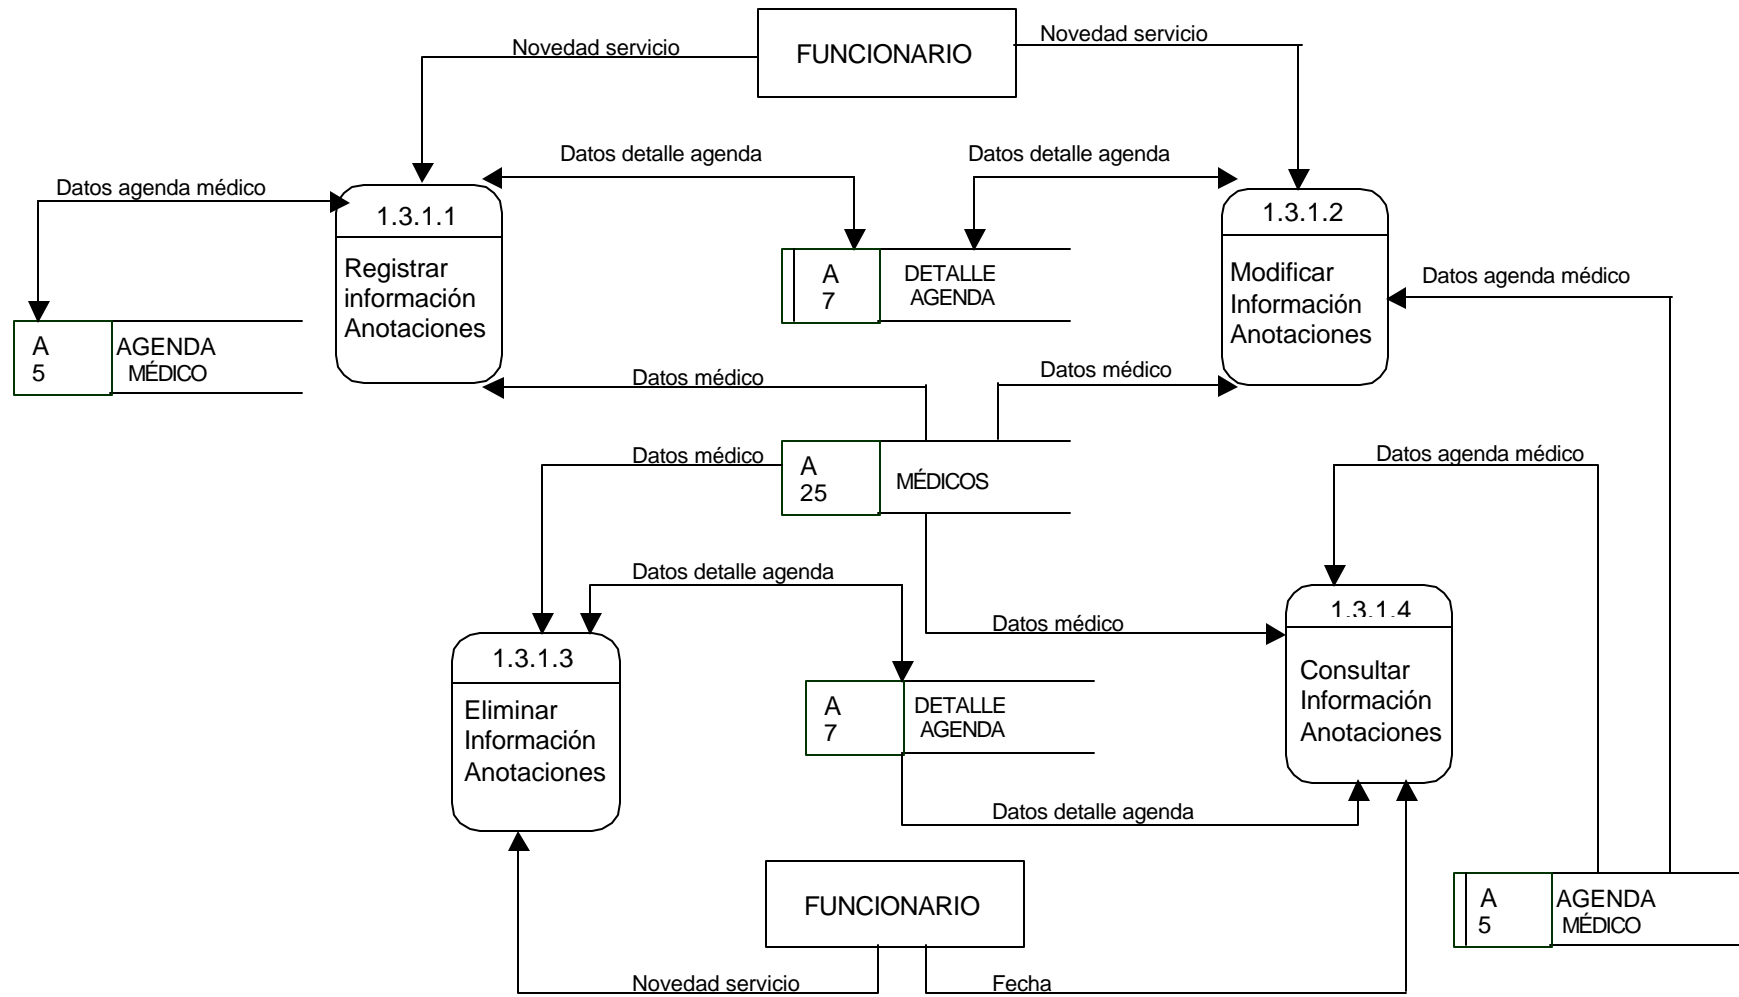 Novedad servicio
FUNCIONARIO
Novedad servicio
Datos detalle agenda
Datos detalle agenda
Datos agenda médico
1.3.1.1
Registrar
información
Anotaciones
1.3.1.2
Modificar
Información
Anotaciones
A
7
DETALLE
AGENDA
Datos agenda médico
A
5
AGENDA
MÉDICO
Datos médico
Datos médico
Datos médico
A
25
MÉDICOS
Datos agenda médico
Datos detalle agenda
Datos médico
1.3.1.4
Consultar
Información
Anotaciones
1.3.1.3
Eliminar
Información
Anotaciones
A
7
DETALLE
AGENDA
Datos detalle agenda
FUNCIONARIO
A
5
AGENDA
MÉDICO
Novedad servicio
Fecha